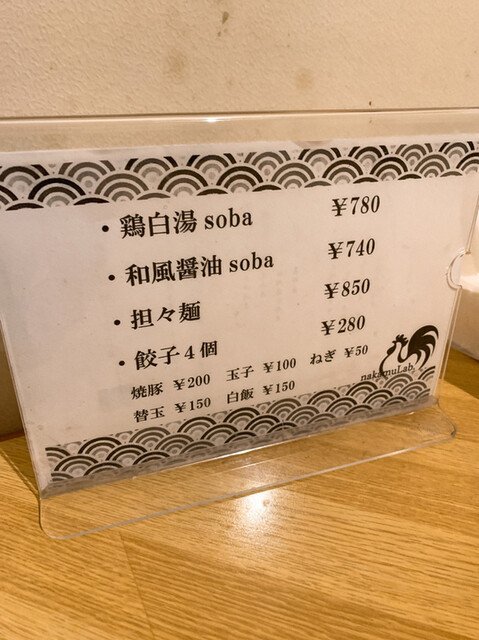 ・鶏白湯 soba ￥780
・和風醤油 soba ￥740
・担々麺 ￥850
・餃子４個 ￥280
焼豚 ￥200 玉子 ￥100 ねぎ ￥50
替玉 ￥150 白飯 ￥150
nakamuLab.